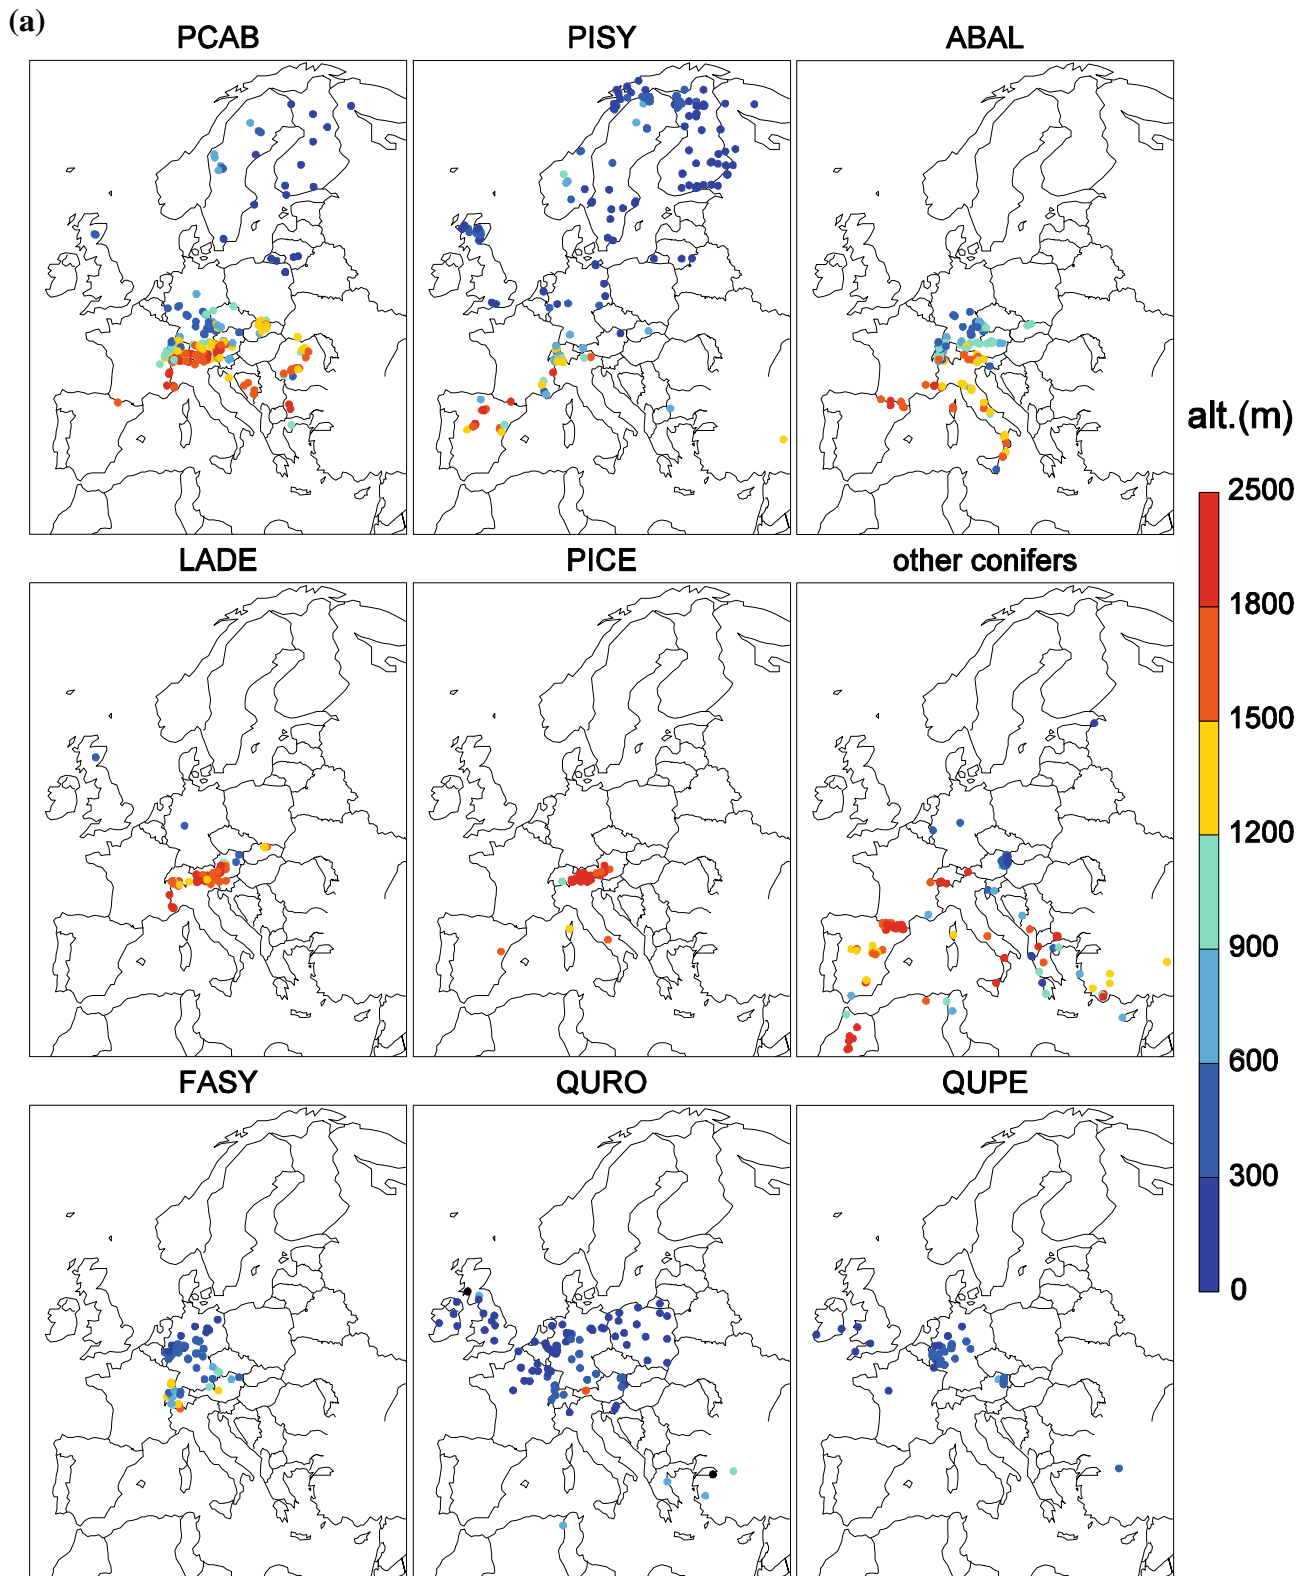 (a)
PCAB PISY ABAL
LADE PICE other conifers
FASY QURO QUPE
alt.(m)
2500
1800
1500
1200
900
600
300
0